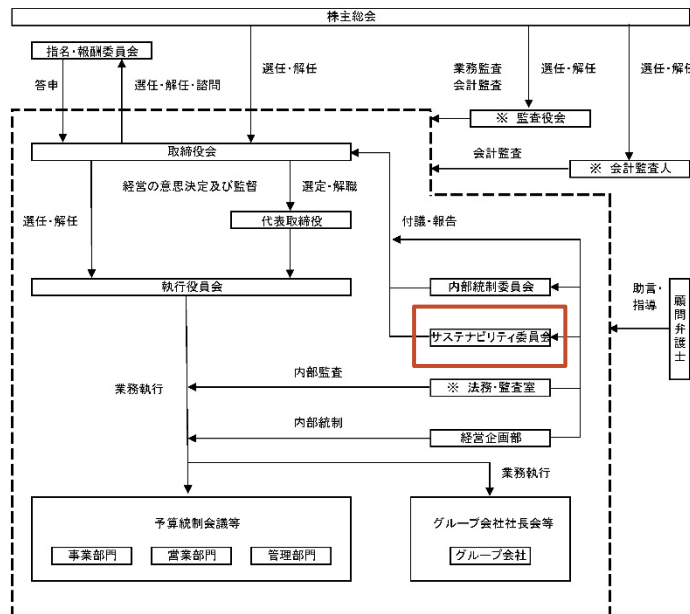 株主総会
指名・報酬委員会
答申
選任・解任・諮問
選任・解任
業務監査
会計監査
選任・解任
選任・解任
※ 監査役会
取締役会
会計監査
※ 会計監査人
経営の意思決定及び監督
選定・解職
選任・解任
代表取締役
付議・報告
執行役員会
内部統制委員会
助言・
指導
顧問弁護士
サステナビリティ委員会
内部監査
業務執行
※ 法務・監査室
内部統制
経営企画部
業務執行
予算統制会議等
グループ会社社長会等
事業部門
営業部門
管理部門
グループ会社